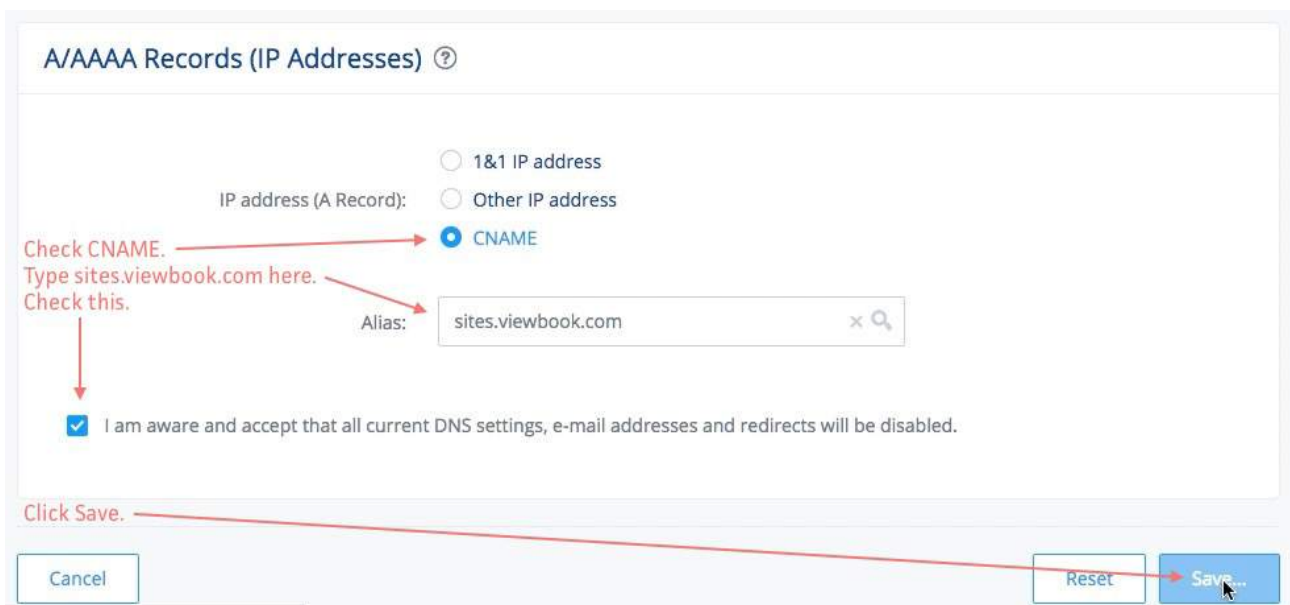 A/AAAA Records (IP Addresses) ?
1&1 IP address
IP address (A Record):
Other IP address
CNAME
Check CNAME.
Type sites.viewbook.com here.
Check this.
Alias:
sites.viewbook.com
I am aware and accept that all current DNS settings, e-mail addresses and redirects will be disabled.
Click Save.
Cancel
Reset
Save...